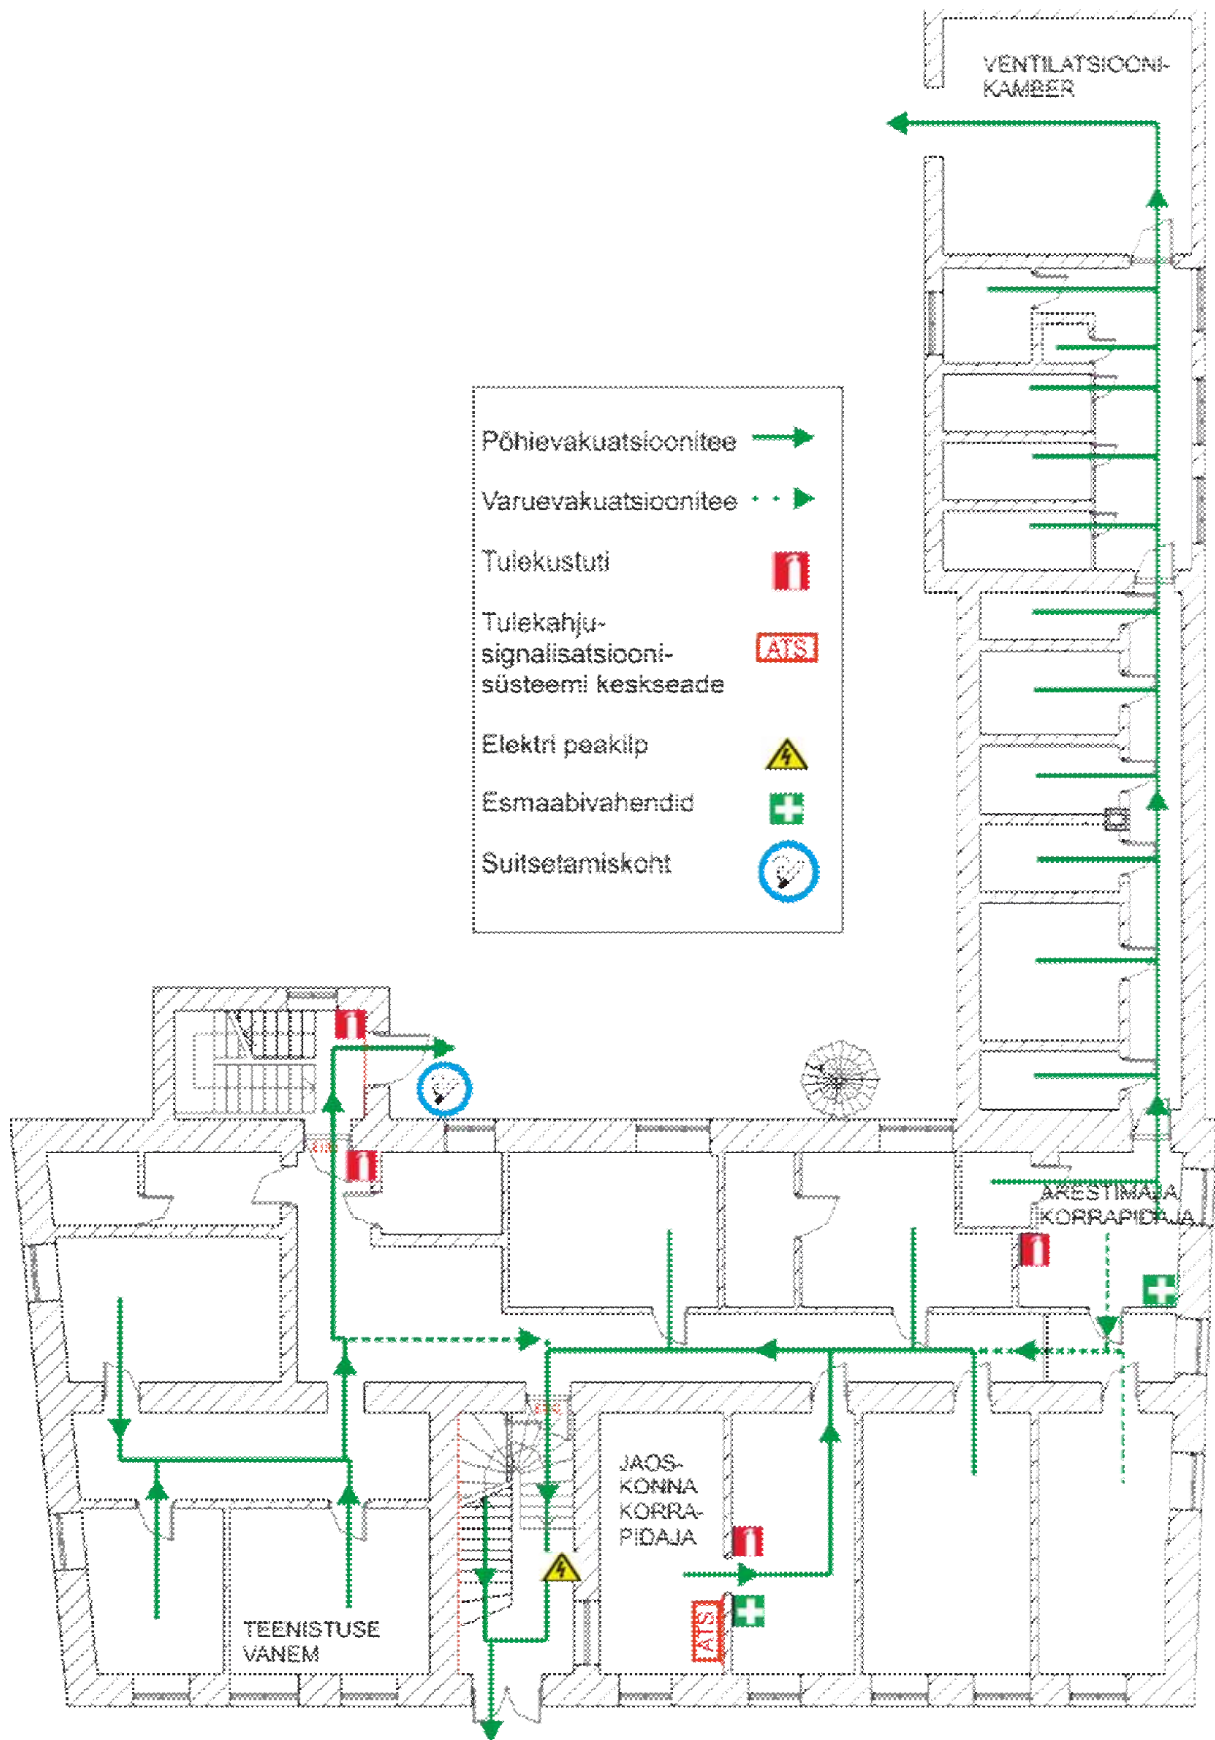 VENTILATSIOONI-
KAMBER
Põhievakuatsioonitee
Varuevakuatsioonitee
Tulekustuti
Tulekahju-
signalisatsiooni-
süsteemi keskseade
ATS
Elektri peakilp
Esmaabivahendid
Suitsetamiskoht
ARESTIMAJA
KORRAPIDAJA
JAOS-
KONNA
KORRA-
PIDAJA
ATS
TEENISTUSE
VANEM